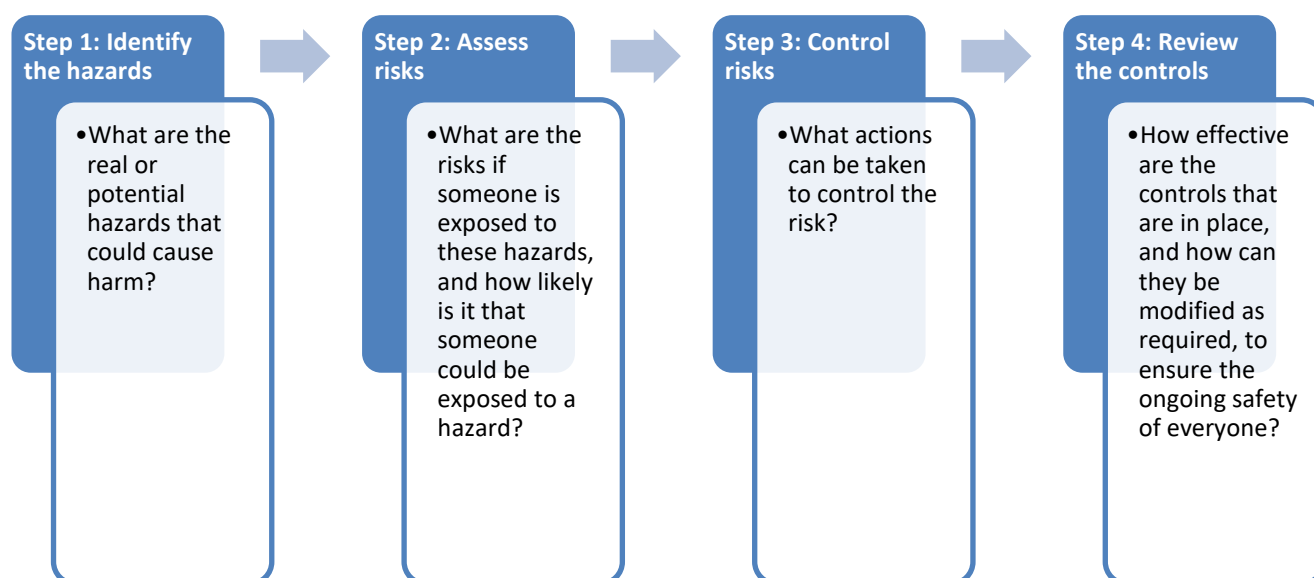 Step 1: Identify
the hazards
•What are the
real or
potential
hazards that
could cause
harm?
Step 2: Assess
risks
•What are the
risks if
someone is
exposed to
these hazards,
and how likely
is it that
someone
could be
exposed to a
hazard?
Step 3: Control
risks
•What actions
can be taken
to control the
risk?
Step 4: Review
the controls
•How effective
are the
controls that
are in place,
and how can
they be
modified as
required, to
ensure the
ongoing safety
of everyone?